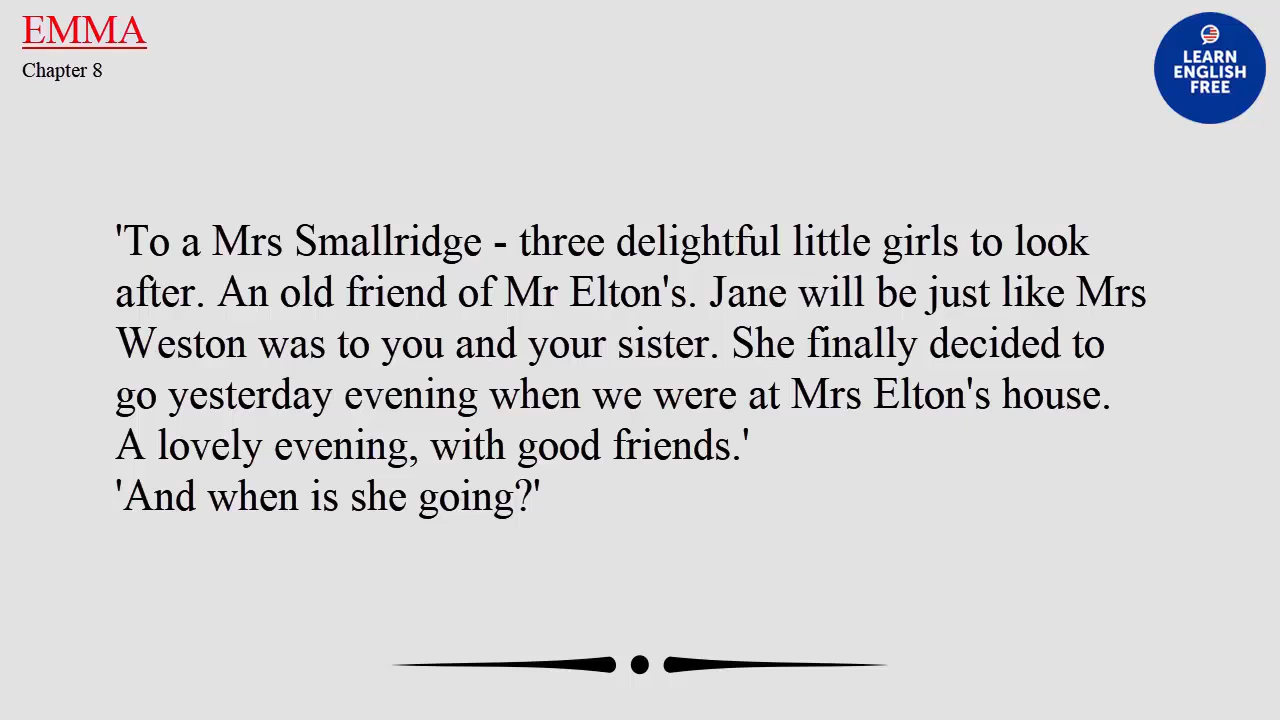 EMMA
Chapter 8
LEARN
ENGLISH
FREE
'To a Mrs Smallridge - three delightful little girls to look
after. An old friend of Mr Elton's. Jane will be just like Mrs
Weston was to you and your sister. She finally decided to
go yesterday evening when we were at Mrs Elton's house.
A lovely evening, with good friends.'
'And when is she going?'